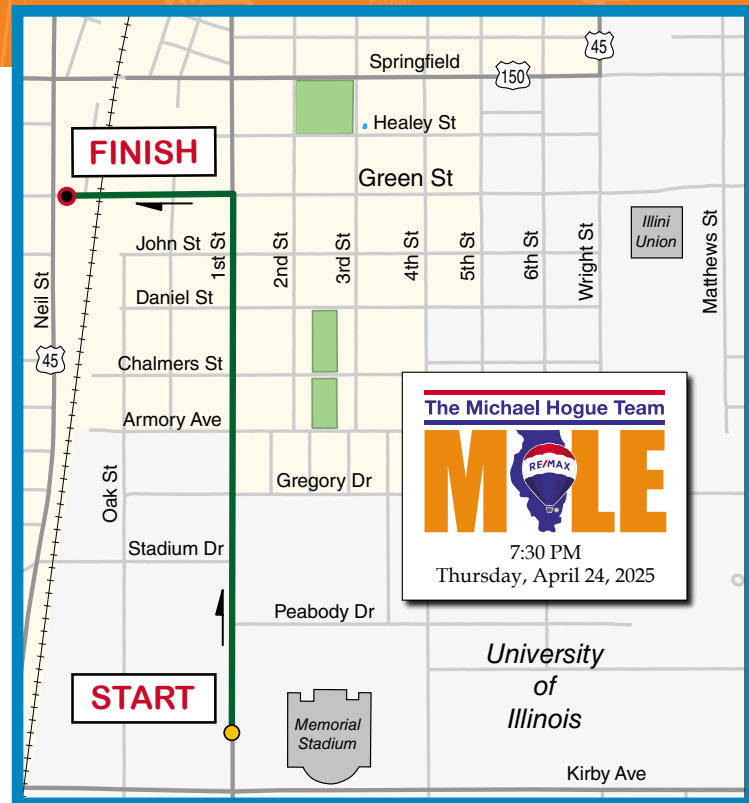 45
Springfield
150
Healey St
FINISH
Green St
Illini
Union
John St
1st St
2nd St
3rd St
4th St
5th St
6th St
Wright St
Matthews St
Neil St
Daniel St
45
Chalmers St
Armory Ave
The Michael Hogue Team
M LE
RE/MAX
7:30 PM
Thursday, April 24, 2025
Oak St
Gregory Dr
Stadium Dr
Peabody Dr
University
of
Illinois
START
Memorial
Stadium
Kirby Ave